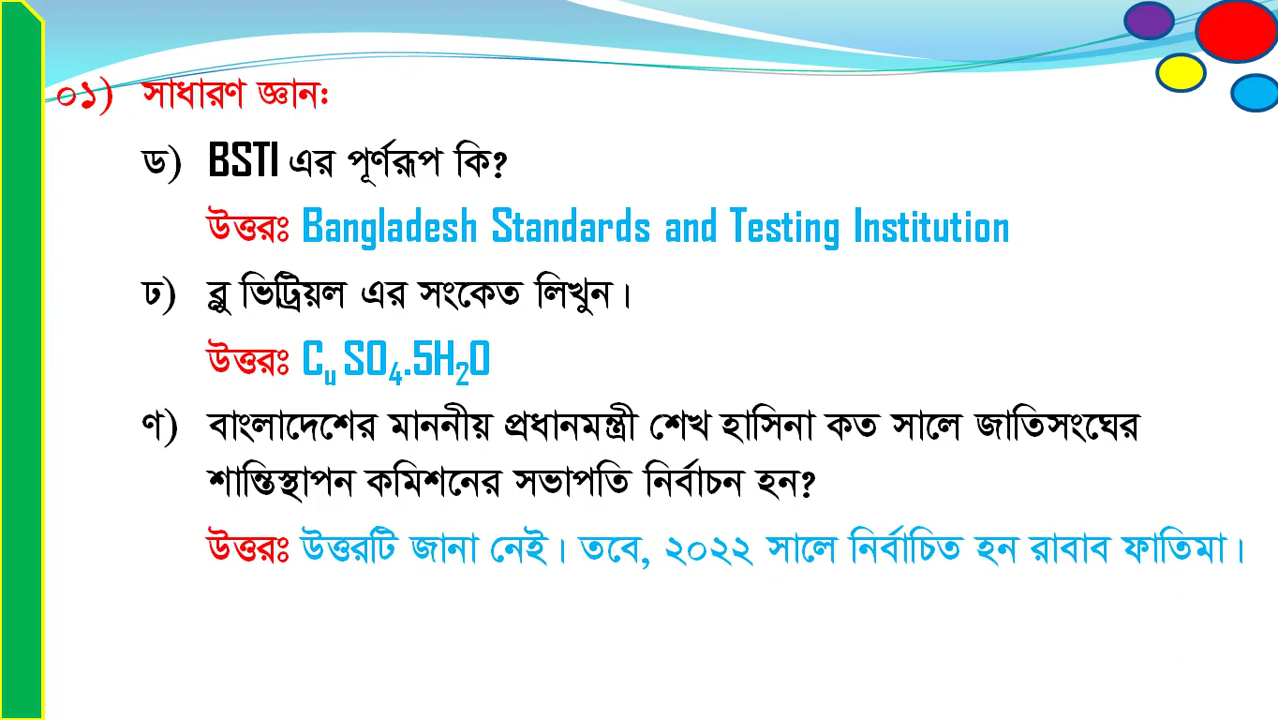 ০১) সাধারণ জ্ঞান:
ড) BSTI এর পূর্ণরূপ কি?
উত্তরঃ Bangladesh Standards and Testing Institution
ঢ) ব্লু ভিট্রিয়ল এর সংকেত লিখুন।
উত্তরঃ Cᵤ SO₄.5H₂O
ণ) বাংলাদেশের মাননীয় প্রধানমন্ত্রী শেখ হাসিনা কত সালে জাতিসংঘের
শান্তিস্থাপন কমিশনের সভাপতি নির্বাচন হন?
উত্তরঃ উত্তরটি জানা নেই। তবে, ২০২২ সালে নির্বাচিত হন রাবাব ফাতিমা।